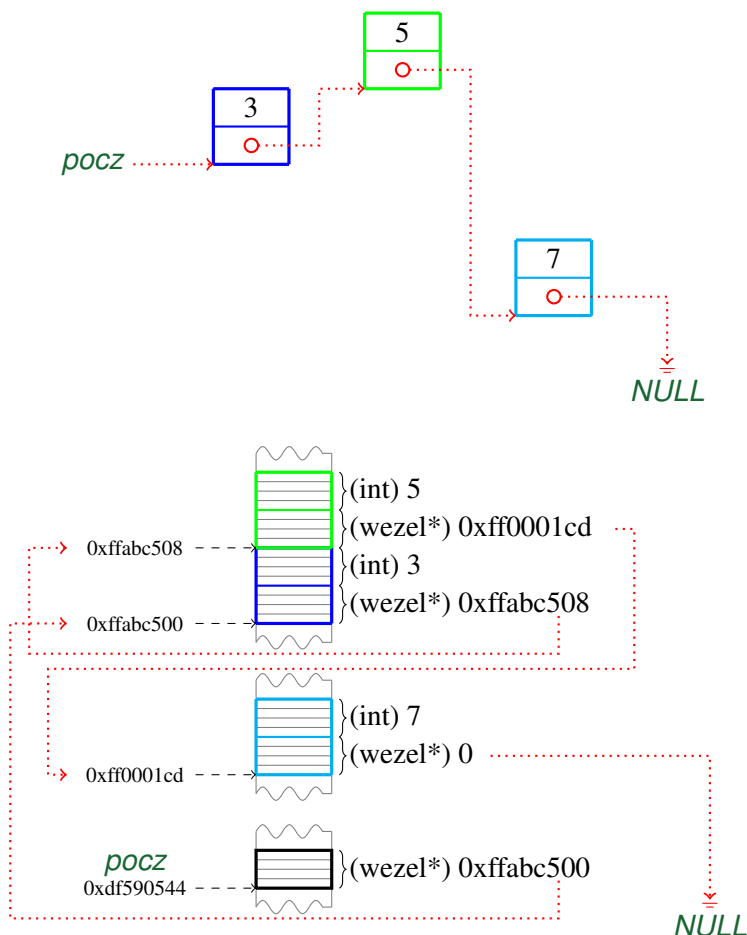 5
3
pocz
7
NULL
(int) 5
(wezel*) 0xff0001cd
0xffabc508
(int) 3
(wezel*) 0xffabc508
0xffabc500
(int) 7
(wezel*) 0
0xff0001cd
pocz
(wezel*) 0xffabc500
0xdf590544
NULL